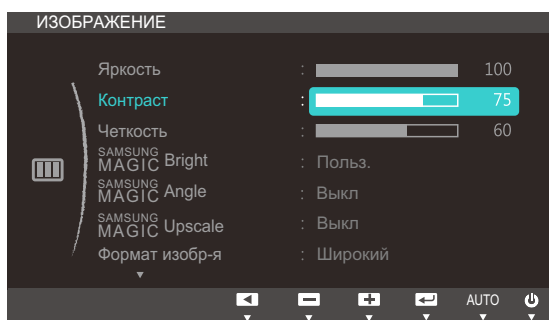 ИЗОБРАЖЕНИЕ
Яркость : 100
Контраст : 75
Четкость : 60
SAMSUNG MAGIC Bright : Польз.
SAMSUNG MAGIC Angle : Выкл
SAMSUNG MAGIC Upscale : Выкл
Формат изобр-я : Широкий
AUTO